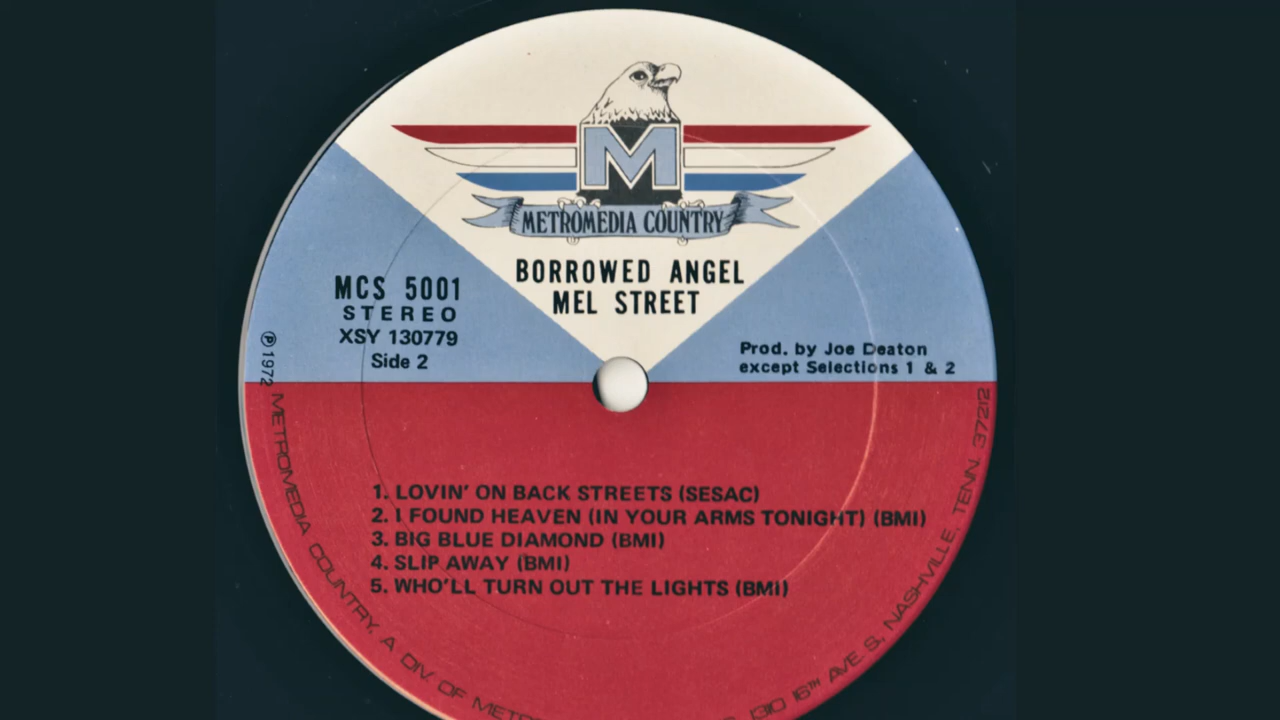 M
METROMEDIA COUNTRY
BORROWED ANGEL
MEL STREET
MCS 5001
STEREO
XSY 130779
Side 2
Prod. by Joe Deaton
except Selections 1 & 2
1. LOVIN' ON BACK STREETS (SESAC)
2. I FOUND HEAVEN (IN YOUR ARMS TONIGHT) (BMI)
3. BIG BLUE DIAMOND (BMI)
4. SLIP AWAY (BMI)
5. WHO'LL TURN OUT THE LIGHTS (BMI)
℗ 1972 METROMEDIA COUNTRY, A DIV. OF 1310 16TH AVE S., NASHVILLE, TENN. 37212